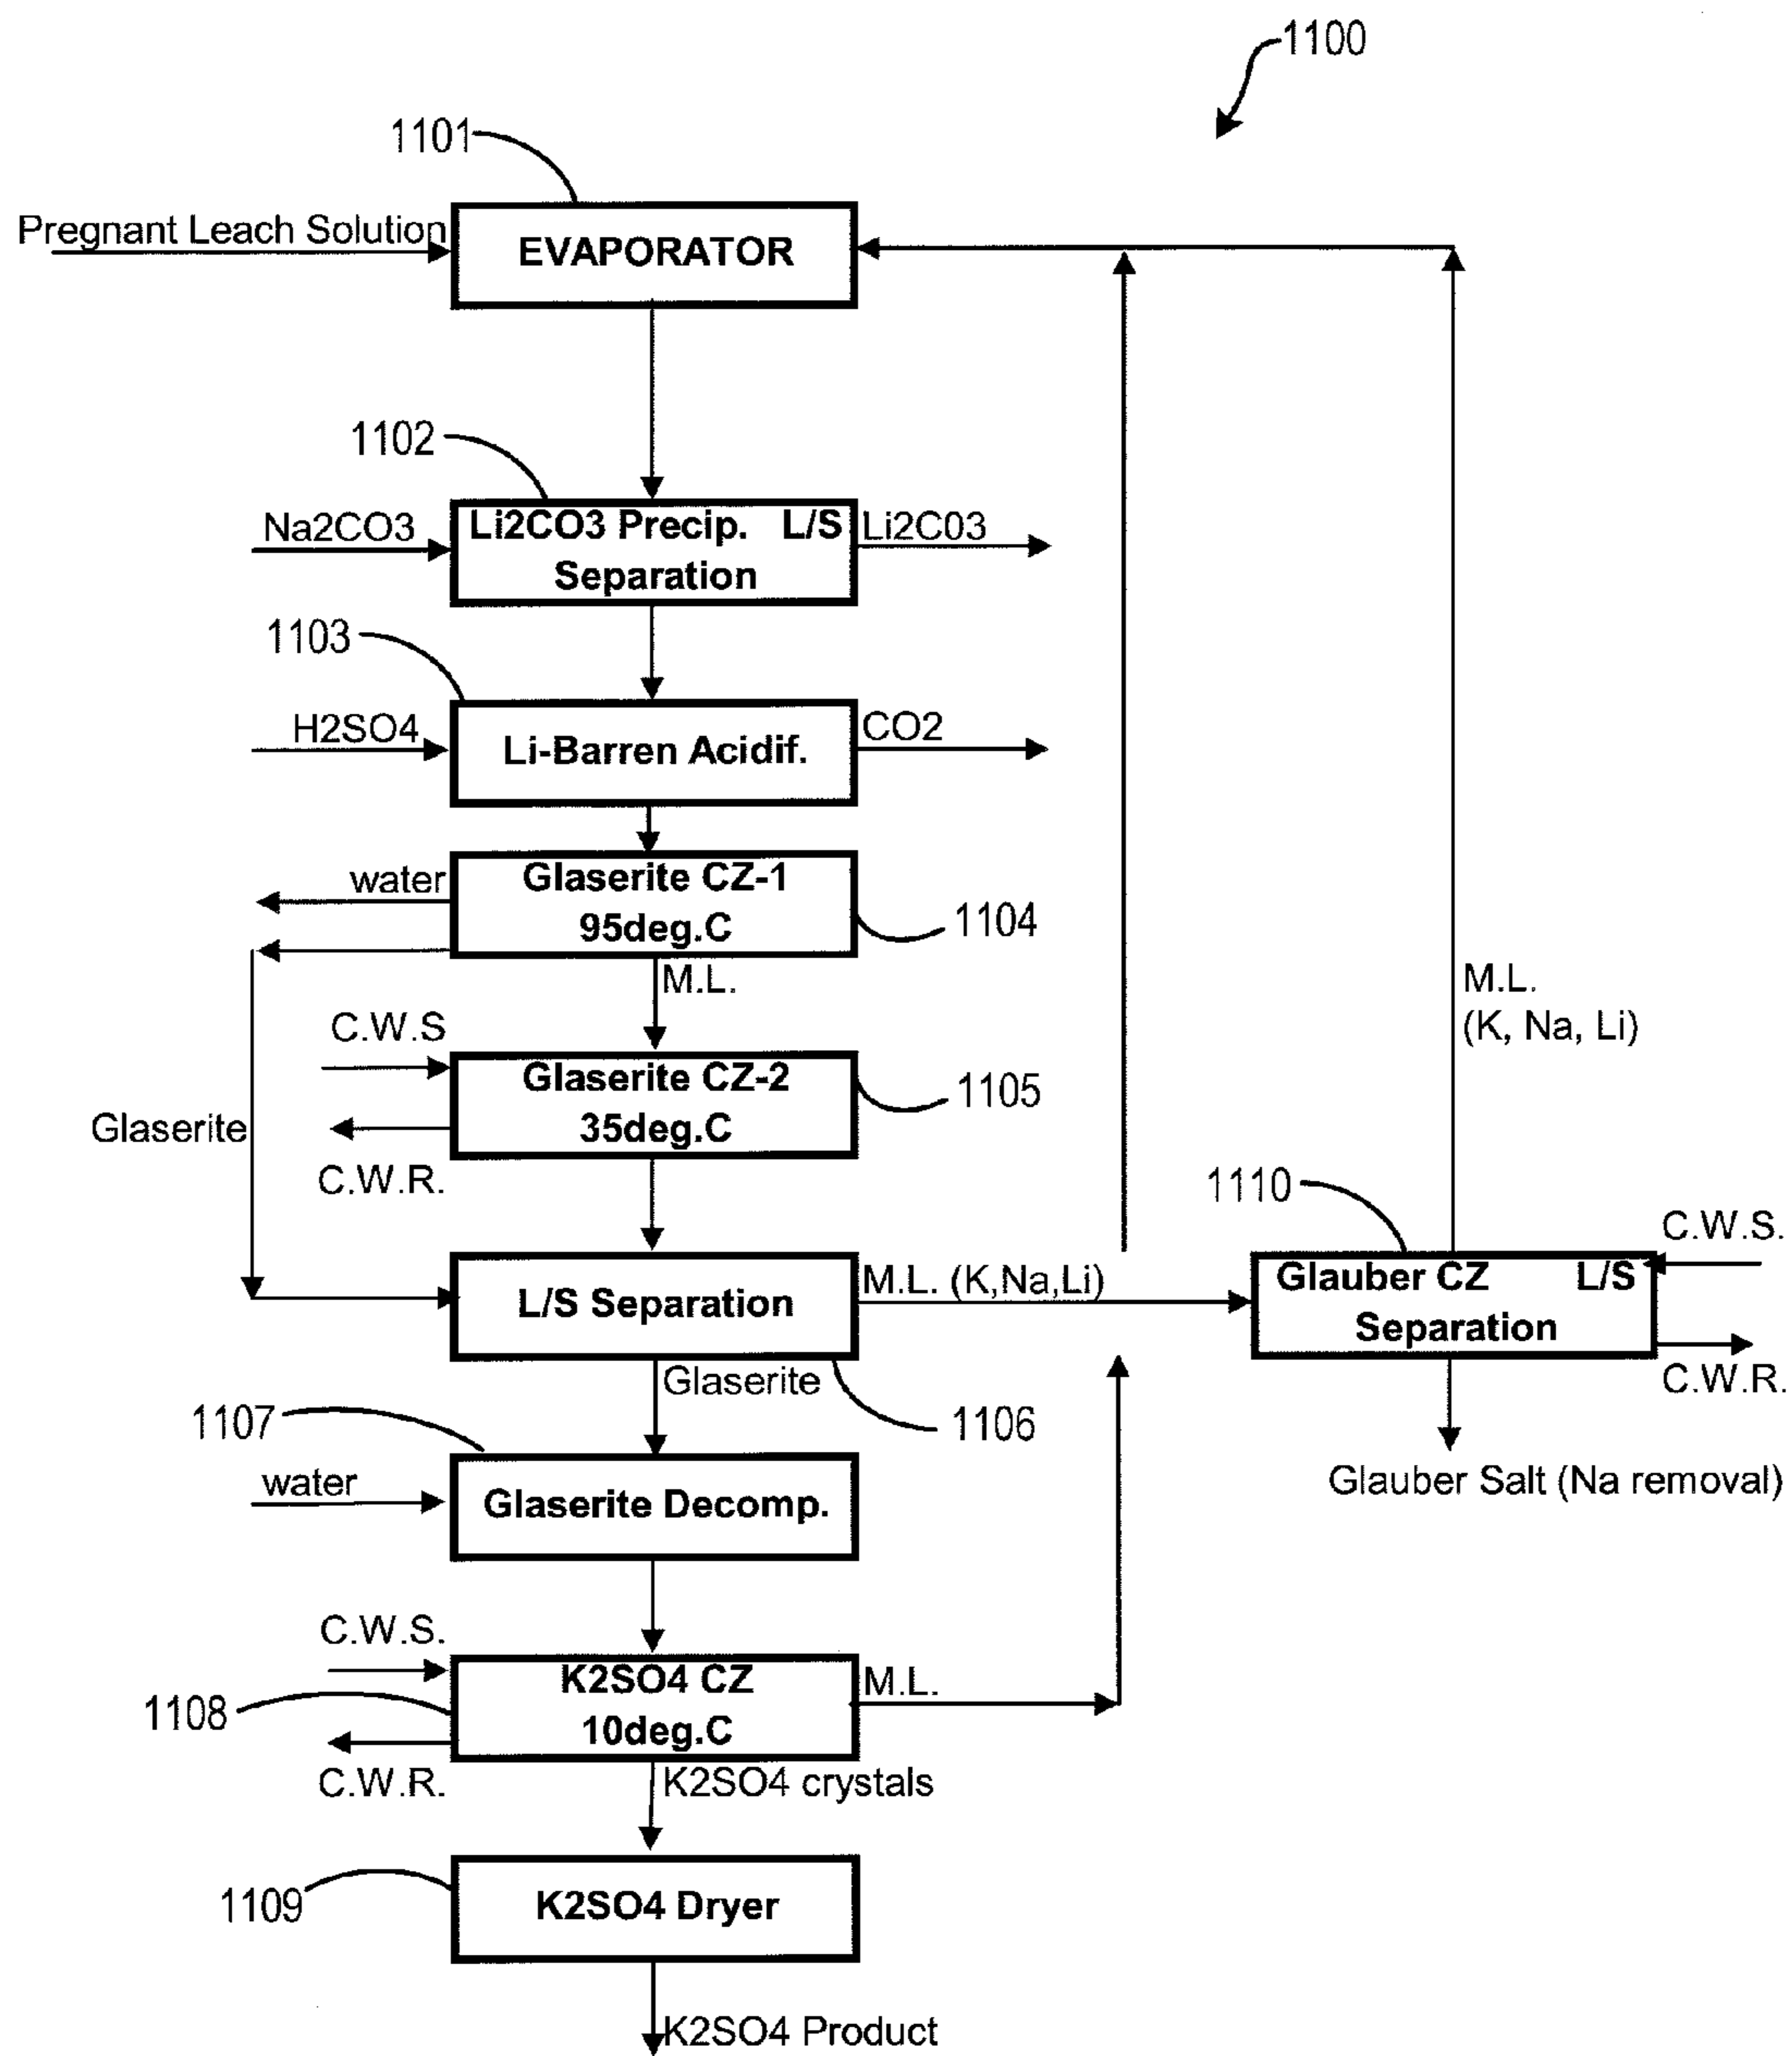 1100
1101
Pregnant Leach Solution
EVAPORATOR
1102
Na2CO3
Li2CO3 Precip. L/S
Separation
Li2C03
1103
H2SO4
Li-Barren Acidif.
CO2
water
Glaserite CZ-1
95deg.C
1104
M.L.
M.L.
(K, Na, Li)
C.W.S
Glaserite CZ-2
35deg.C
1105
Glaserite
C.W.R.
1110
C.W.S.
L/S Separation
M.L. (K,Na,Li)
Glauber CZ L/S
Separation
C.W.R.
Glaserite
1106
1107
water
Glaserite Decomp.
Glauber Salt (Na removal)
C.W.S.
K2SO4 CZ
10deg.C
M.L.
1108
C.W.R.
K2SO4 crystals
1109
K2SO4 Dryer
K2SO4 Product